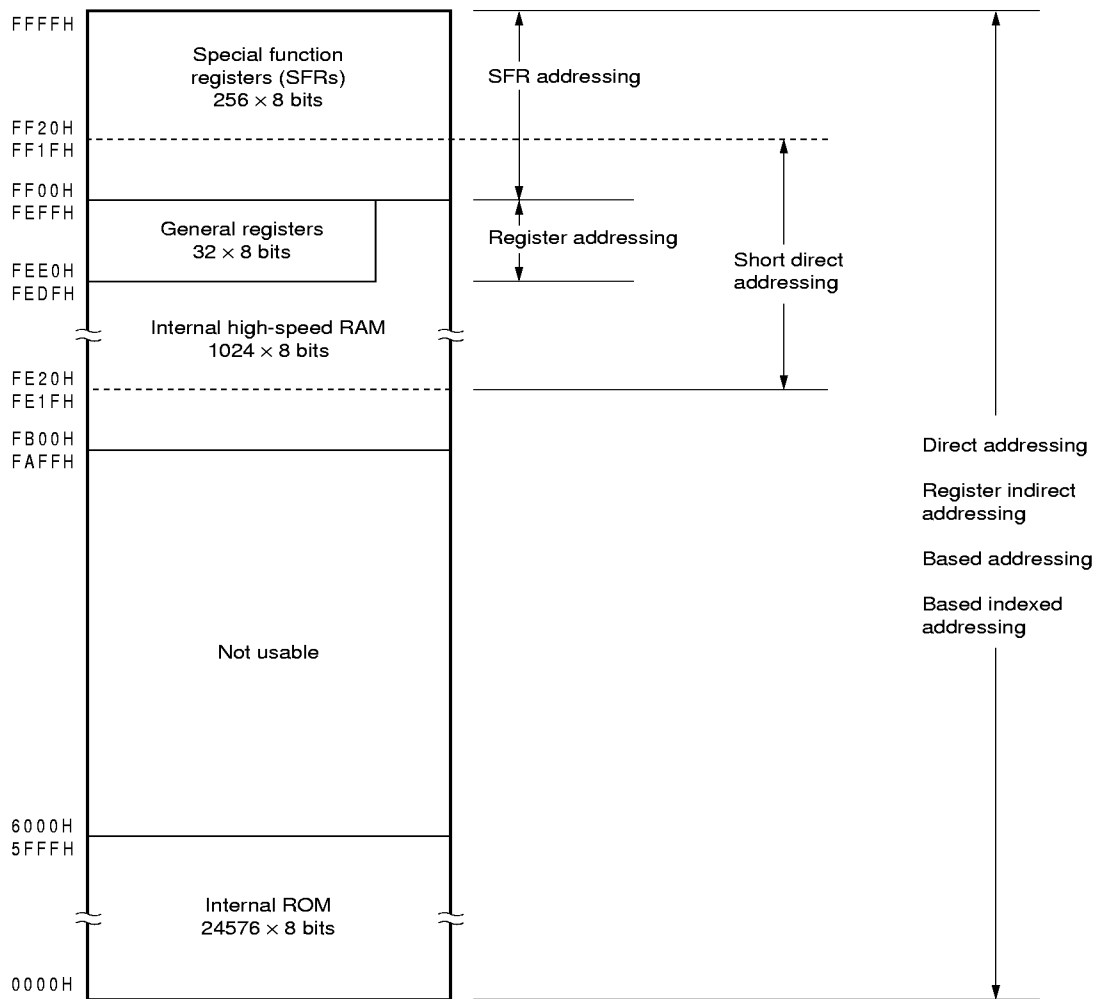 FFFFH
Special function
registers (SFRs)
256 × 8 bits
SFR addressing
FF20H
FF1FH
FF00H
FEFFH
General registers
32 × 8 bits
Register addressing
Short direct
addressing
FEE0H
FEDFH
Internal high-speed RAM
1024 × 8 bits
FE20H
FE1FH
FB00H
FAFFH
Direct addressing
Register indirect
addressing
Based addressing
Based indexed
addressing
Not usable
6000H
5FFFH
Internal ROM
24576 × 8 bits
0000H